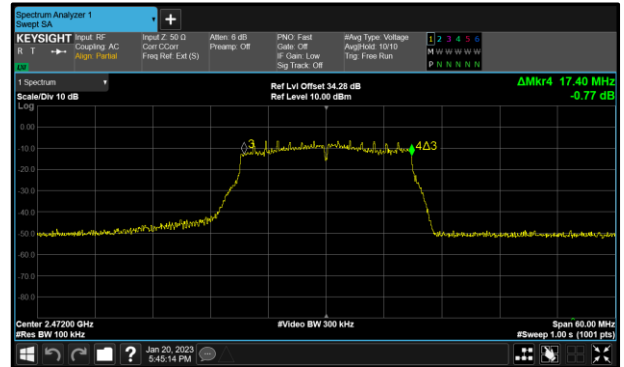 Spectrum Analyzer 1
Swept SA
+
KEYSIGHT Input: RF Input Z: 50 Ω Atten: 6 dB PNO: Fast #Avg Type: Voltage 1 2 3 4 5 6
R T Coupling: AC Corr CCorr Preamp: Off Gate: Off Avg|Hold: 10/10 M W W W W W
Align: Partial Freq Ref: Ext (S) IF Gain: Low Trig: Free Run
Sig Track: Off P N N N N N
LXI
1 Spectrum
Scale/Div 10 dB
Ref Lvl Offset 34.28 dB
Ref Level 10.00 dBm
ΔMkr4 17.40 MHz
-0.77 dB
Log
0.00
-10.0
-20.0
-30.0
-40.0
-50.0
-60.0
-70.0
-80.0
3
4Δ3
Center 2.47200 GHz #Video BW 300 kHz Span 60.00 MHz
#Res BW 100 kHz #Sweep 1.00 s (1001 pts)
? Jan 20, 2023
5:45:14 PM